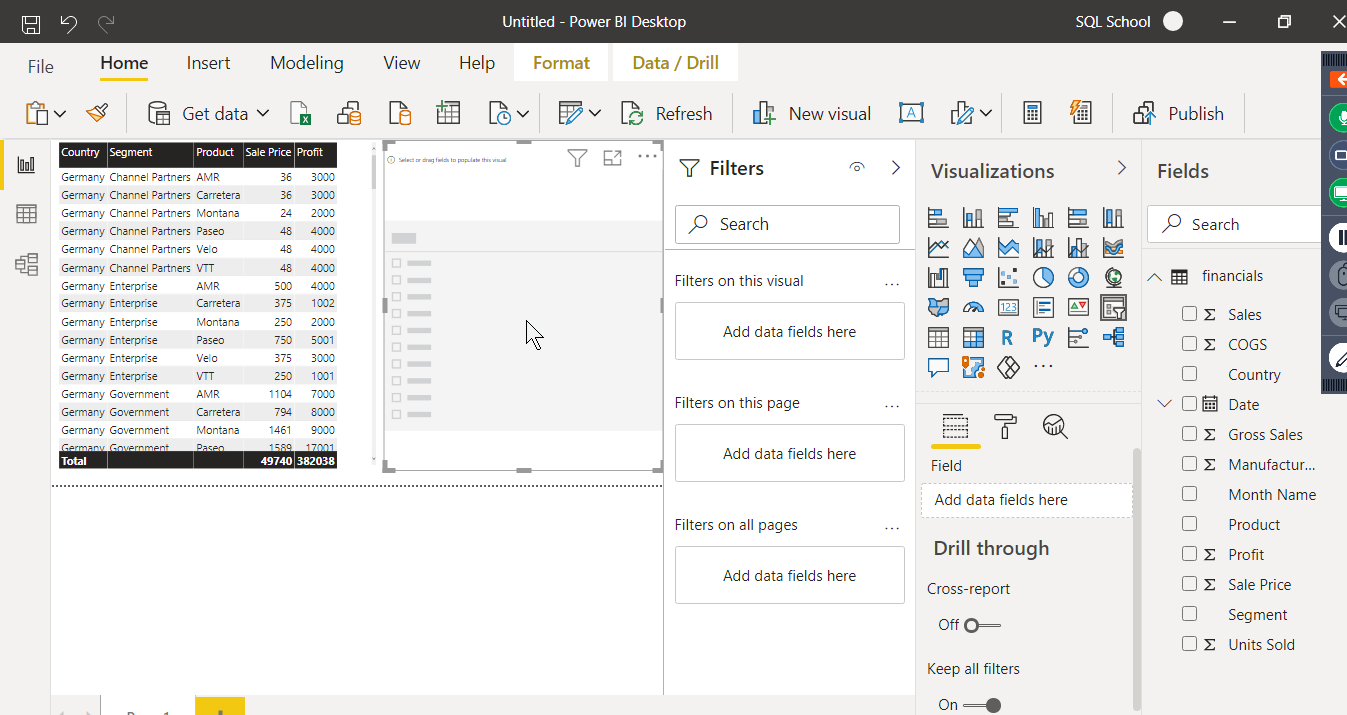 Untitled - Power BI Desktop
SQL School
File
Home
Insert
Modeling
View
Help
Format
Data / Drill
Get data
Refresh
New visual
Publish
Country Segment Product Sale Price Profit
Germany Channel Partners AMR 36 3000
Germany Channel Partners Carretera 36 3000
Germany Channel Partners Montana 24 2000
Germany Channel Partners Paseo 48 4000
Germany Channel Partners Velo 48 4000
Germany Channel Partners VTT 48 4000
Germany Enterprise AMR 500 4000
Germany Enterprise Carretera 375 1002
Germany Enterprise Montana 250 2000
Germany Enterprise Paseo 750 5001
Germany Enterprise Velo 375 3000
Germany Enterprise VTT 250 1001
Germany Government AMR 1104 7000
Germany Government Carretera 794 8000
Germany Government Montana 1461 9000
Germany Government Paseo 1589 17001
Total 49740 382038
Select or drag fields to populate this visual
Filters
Search
Filters on this visual
Add data fields here
Filters on this page
Add data fields here
Filters on all pages
Add data fields here
Visualizations
123
R
Py
Field
Add data fields here
Drill through
Cross-report
Off
Keep all filters
On
Fields
Search
financials
Sales
COGS
Country
Date
Gross Sales
Manufactur...
Month Name
Product
Profit
Sale Price
Segment
Units Sold